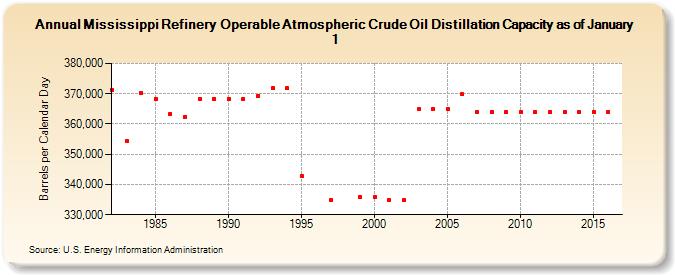 Annual Mississippi Refinery Operable Atmospheric Crude Oil Distillation Capacity as of January
1
Barrels per Calendar Day
380,000
370,000
360,000
350,000
340,000
330,000
1985 1990 1995 2000 2005 2010 2015
Source: U.S. Energy Information Administration